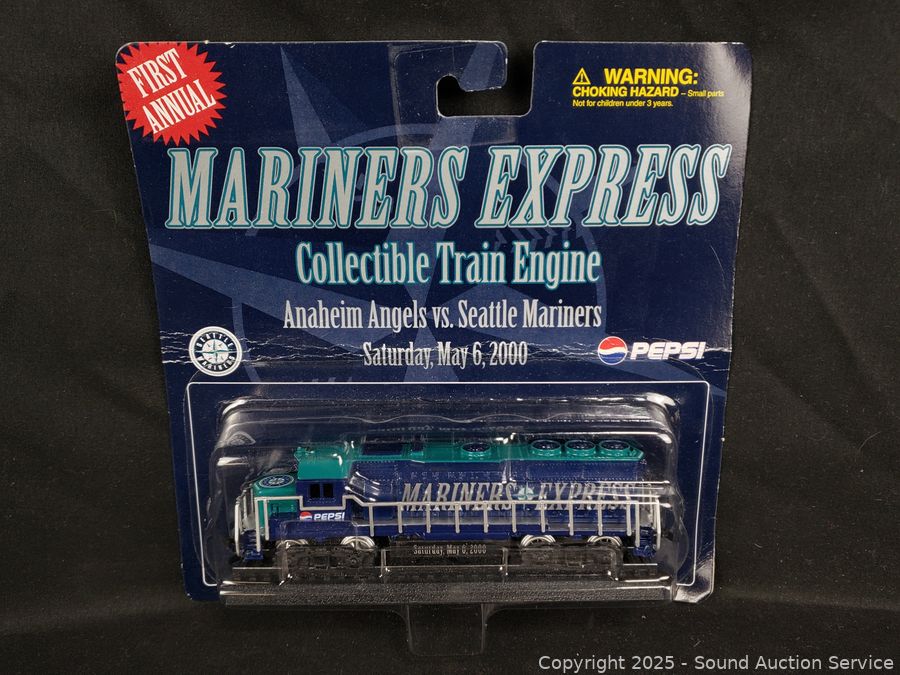 FIRST
ANNUAL
WARNING:
CHOKING HAZARD – Small parts
Not for children under 3 years.
MARINERS EXPRESS
Collectible Train Engine
Anaheim Angels vs. Seattle Mariners
Saturday, May 6, 2000
SEATTLE
MARINERS
PEPSI
MARINERS EXPRESS
PEPSI
Saturday, May 6, 2000
Copyright 2025 - Sound Auction Service